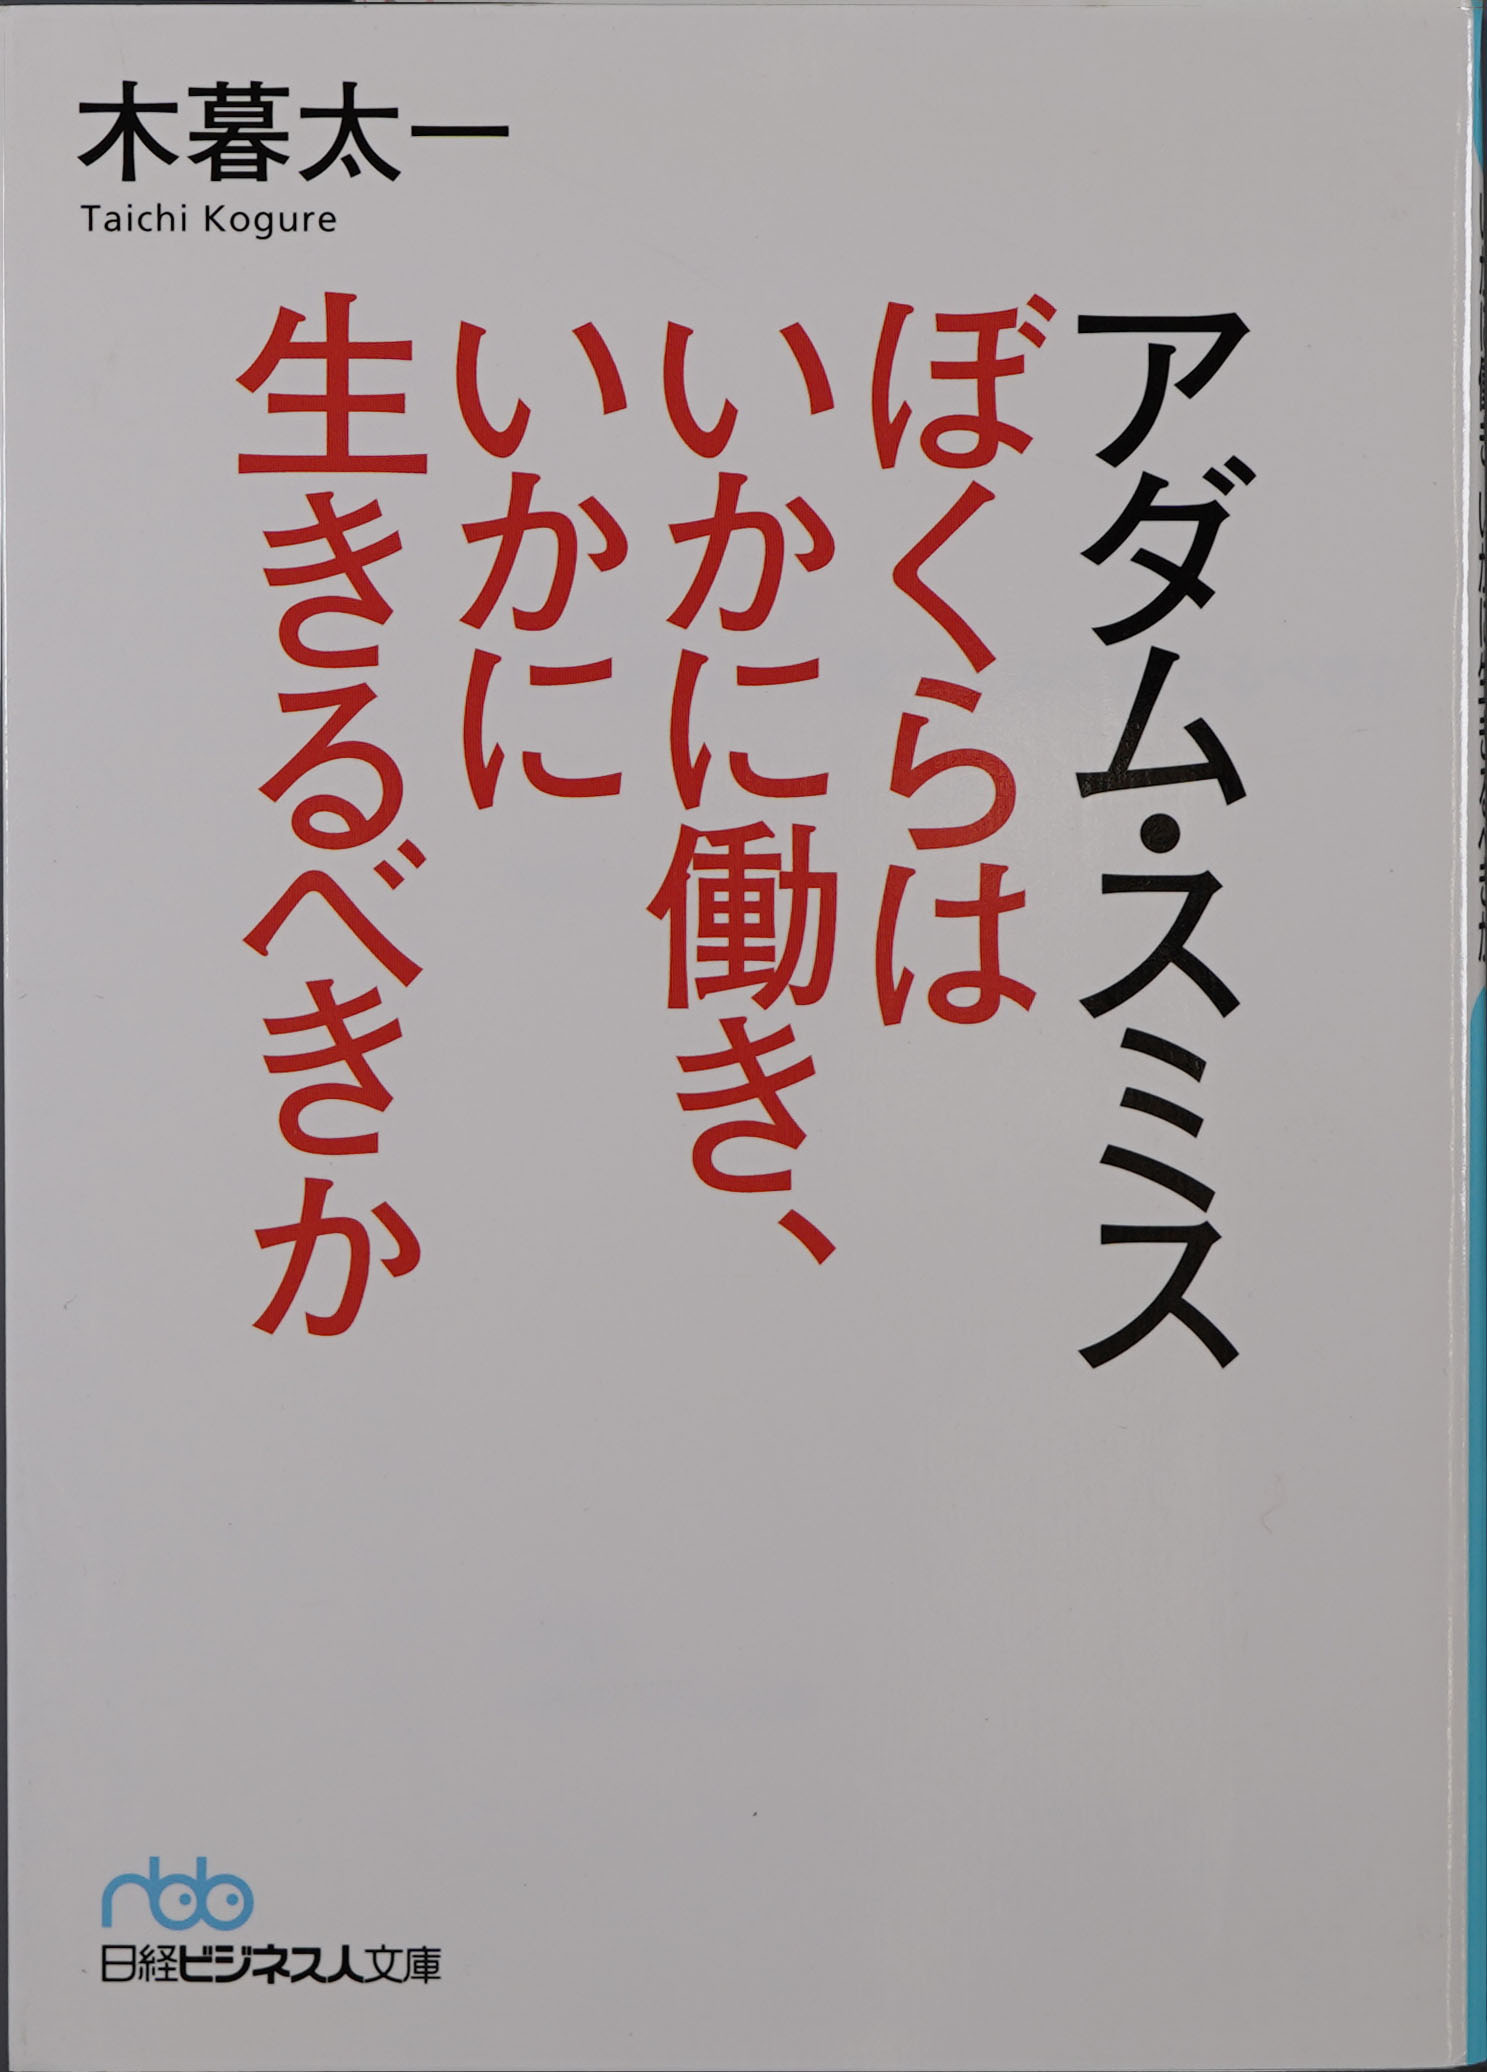 木暮太一
Taichi Kogure
アダム・スミス
ぼくらは
いかに働き、
いかに
生きるべきか
nbb
日経ビジネス人文庫